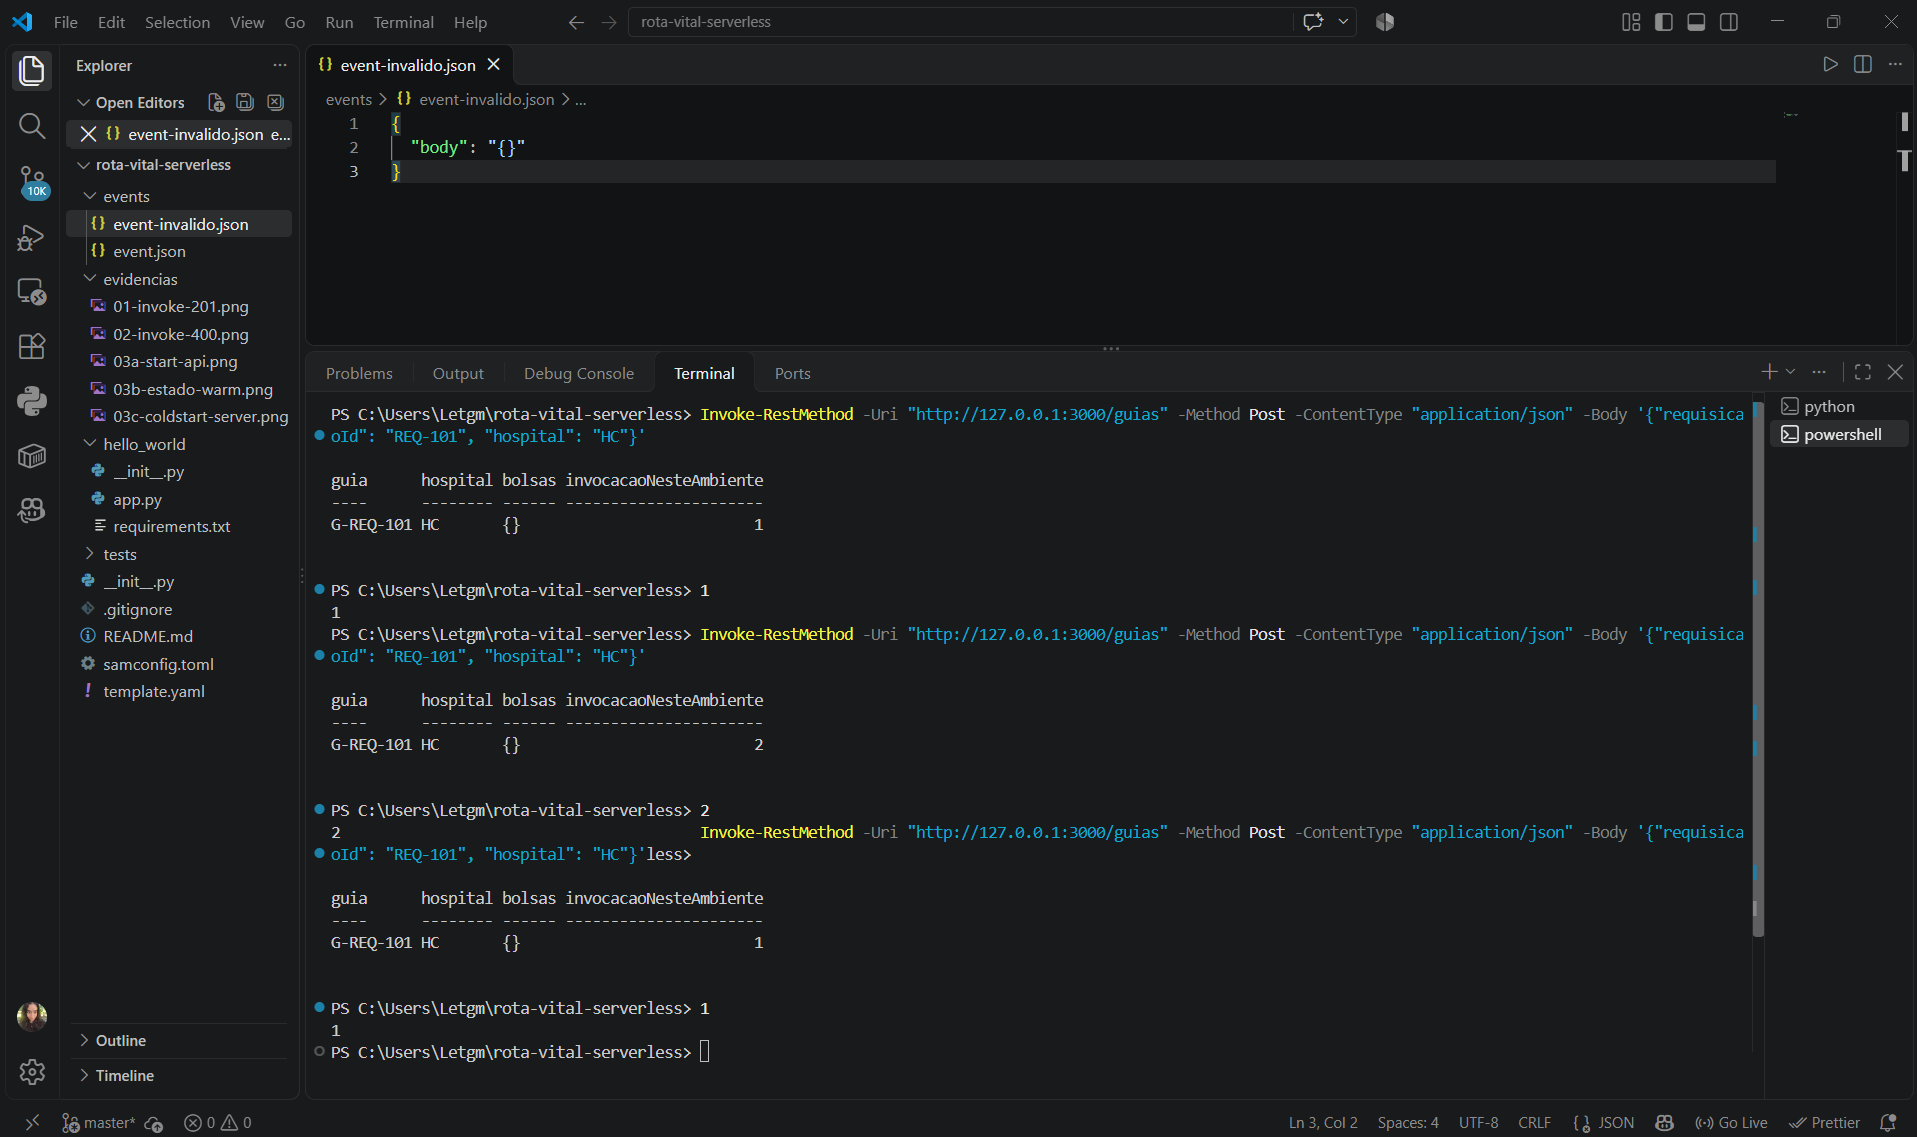 File Edit Selection View Go Run Terminal Help
rota-vital-serverless
Explorer
Open Editors
event-invalido.json e...
rota-vital-serverless
events
event-invalido.json
event.json
evidencias
01-invoke-201.png
02-invoke-400.png
03a-start-api.png
03b-estado-warm.png
03c-coldstart-server.png
hello_world
__init__.py
app.py
requirements.txt
tests
__init__.py
.gitignore
README.md
samconfig.toml
template.yaml
Outline
Timeline
10K
event-invalido.json
events > {} event-invalido.json > ...
1 {
2 "body": "{}"
3 }
Problems Output Debug Console Terminal Ports
PS C:\Users\Letgm\rota-vital-serverless> Invoke-RestMethod -Uri "http://127.0.0.1:3000/guias" -Method Post -ContentType "application/json" -Body '{"requisica
oId": "REQ-101", "hospital": "HC"}'
guia hospital bolsas invocacaoNesteAmbiente
---- -------- ------ ----------------------
G-REQ-101 HC {} 1
PS C:\Users\Letgm\rota-vital-serverless> 1
1
PS C:\Users\Letgm\rota-vital-serverless> Invoke-RestMethod -Uri "http://127.0.0.1:3000/guias" -Method Post -ContentType "application/json" -Body '{"requisica
oId": "REQ-101", "hospital": "HC"}'
guia hospital bolsas invocacaoNesteAmbiente
---- -------- ------ ----------------------
G-REQ-101 HC {} 2
PS C:\Users\Letgm\rota-vital-serverless> 2
2 Invoke-RestMethod -Uri "http://127.0.0.1:3000/guias" -Method Post -ContentType "application/json" -Body '{"requisica
oId": "REQ-101", "hospital": "HC"}'less>
guia hospital bolsas invocacaoNesteAmbiente
---- -------- ------ ----------------------
G-REQ-101 HC {} 1
PS C:\Users\Letgm\rota-vital-serverless> 1
1
PS C:\Users\Letgm\rota-vital-serverless>
python
powershell
master* 0 0 Ln 3, Col 2 Spaces: 4 UTF-8 CRLF {} JSON Go Live Prettier